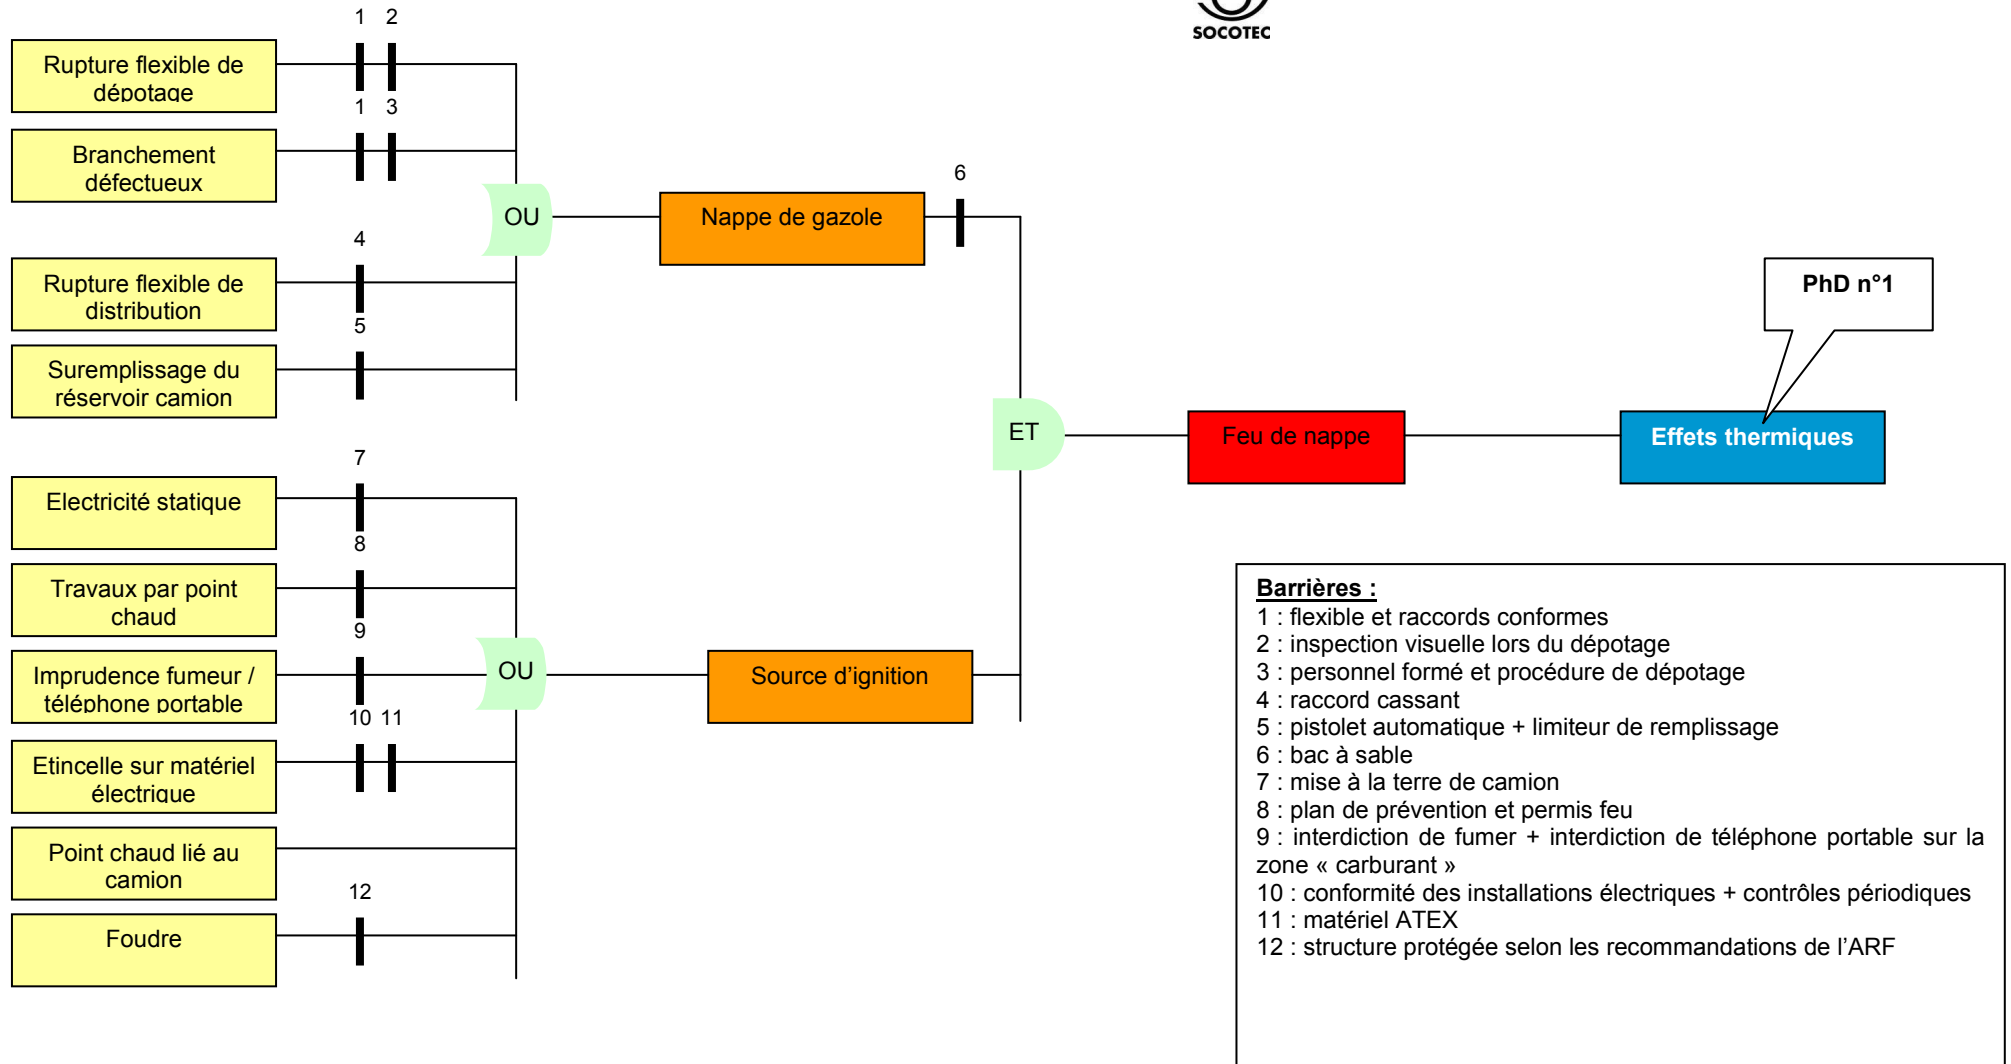 SOCOTEC
1 2
Rupture flexible de
dépotage
1 3
Branchement
défectueux
OU
Nappe de gazole
6
4
Rupture flexible de
distribution
5
Suremplissage du
réservoir camion
PhD n°1
ET
Feu de nappe
Effets thermiques
7
Electricité statique
8
Travaux par point
chaud
9
Imprudence fumeur /
téléphone portable
OU
Source d’ignition
10 11
Etincelle sur matériel
électrique
Point chaud lié au
camion
12
Foudre
Barrières :
1 : flexible et raccords conformes
2 : inspection visuelle lors du dépotage
3 : personnel formé et procédure de dépotage
4 : raccord cassant
5 : pistolet automatique + limiteur de remplissage
6 : bac à sable
7 : mise à la terre de camion
8 : plan de prévention et permis feu
9 : interdiction de fumer + interdiction de téléphone portable sur la
zone « carburant »
10 : conformité des installations électriques + contrôles périodiques
11 : matériel ATEX
12 : structure protégée selon les recommandations de l’ARF